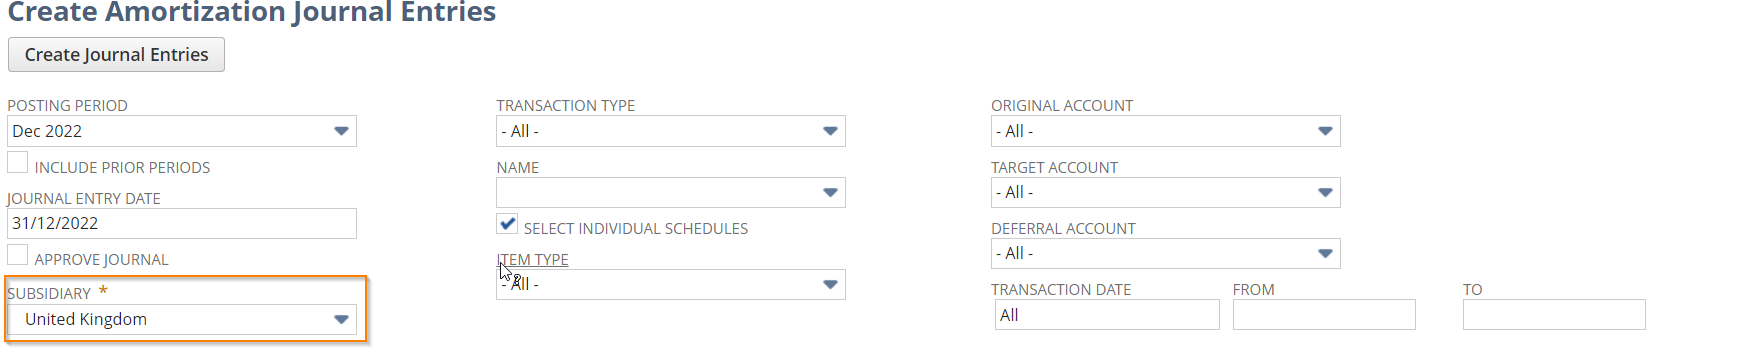 Create Amortization Journal Entries
Create Journal Entries
POSTING PERIOD
Dec 2022
INCLUDE PRIOR PERIODS
JOURNAL ENTRY DATE
31/12/2022
APPROVE JOURNAL
SUBSIDIARY *
United Kingdom
TRANSACTION TYPE
- All -
NAME
SELECT INDIVIDUAL SCHEDULES
ITEM TYPE
- All -
ORIGINAL ACCOUNT
- All -
TARGET ACCOUNT
- All -
DEFERRAL ACCOUNT
- All -
TRANSACTION DATE FROM TO
All